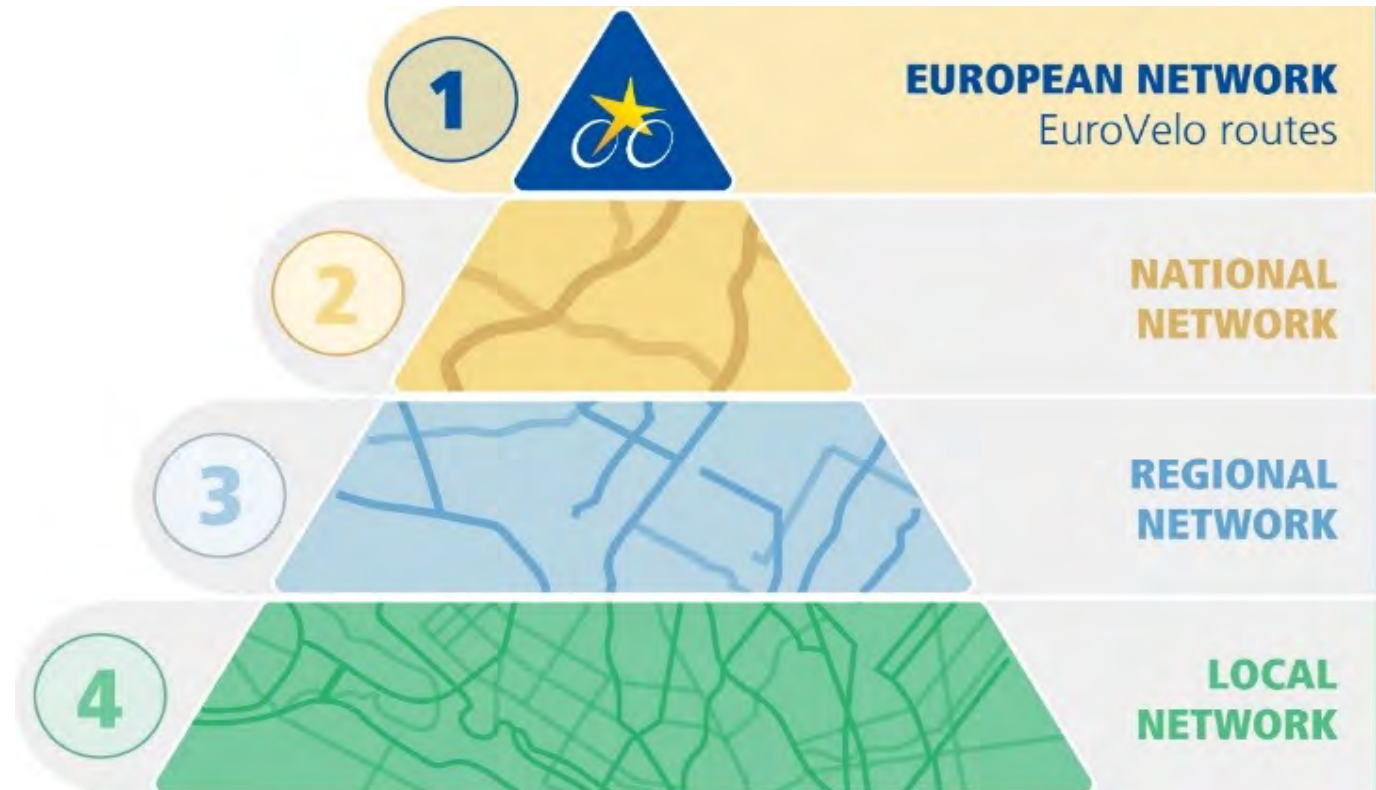 1
EUROPEAN NETWORK
EuroVelo routes
2
NATIONAL
NETWORK
3
REGIONAL
NETWORK
4
LOCAL
NETWORK